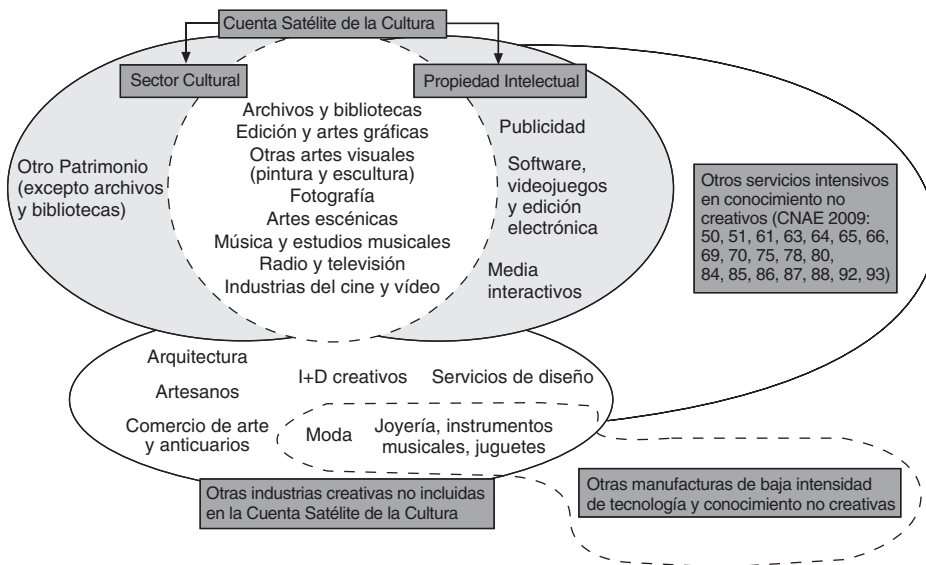 Cuenta Satélite de la Cultura
Sector Cultural
Propiedad Intelectual
Otro Patrimonio
(excepto archivos
y bibliotecas)
Archivos y bibliotecas
Edición y artes gráficas
Otras artes visuales
(pintura y escultura)
Fotografía
Artes escénicas
Música y estudios musicales
Radio y televisión
Industrias del cine y vídeo
Publicidad
Software,
videojuegos
y edición
electrónica
Media
interactivos
Otros servicios intensivos
en conocimiento no
creativos (CNAE 2009:
50, 51, 61, 63, 64, 65, 66,
69, 70, 75, 78, 80,
84, 85, 86, 87, 88, 92, 93)
Arquitectura
Artesanos
Comercio de arte
y anticuarios
I+D creativos
Servicios de diseño
Moda
Joyería, instrumentos
musicales, juguetes
Otras industrias creativas no incluidas
en la Cuenta Satélite de la Cultura
Otras manufacturas de baja intensidad
de tecnología y conocimiento no creativas